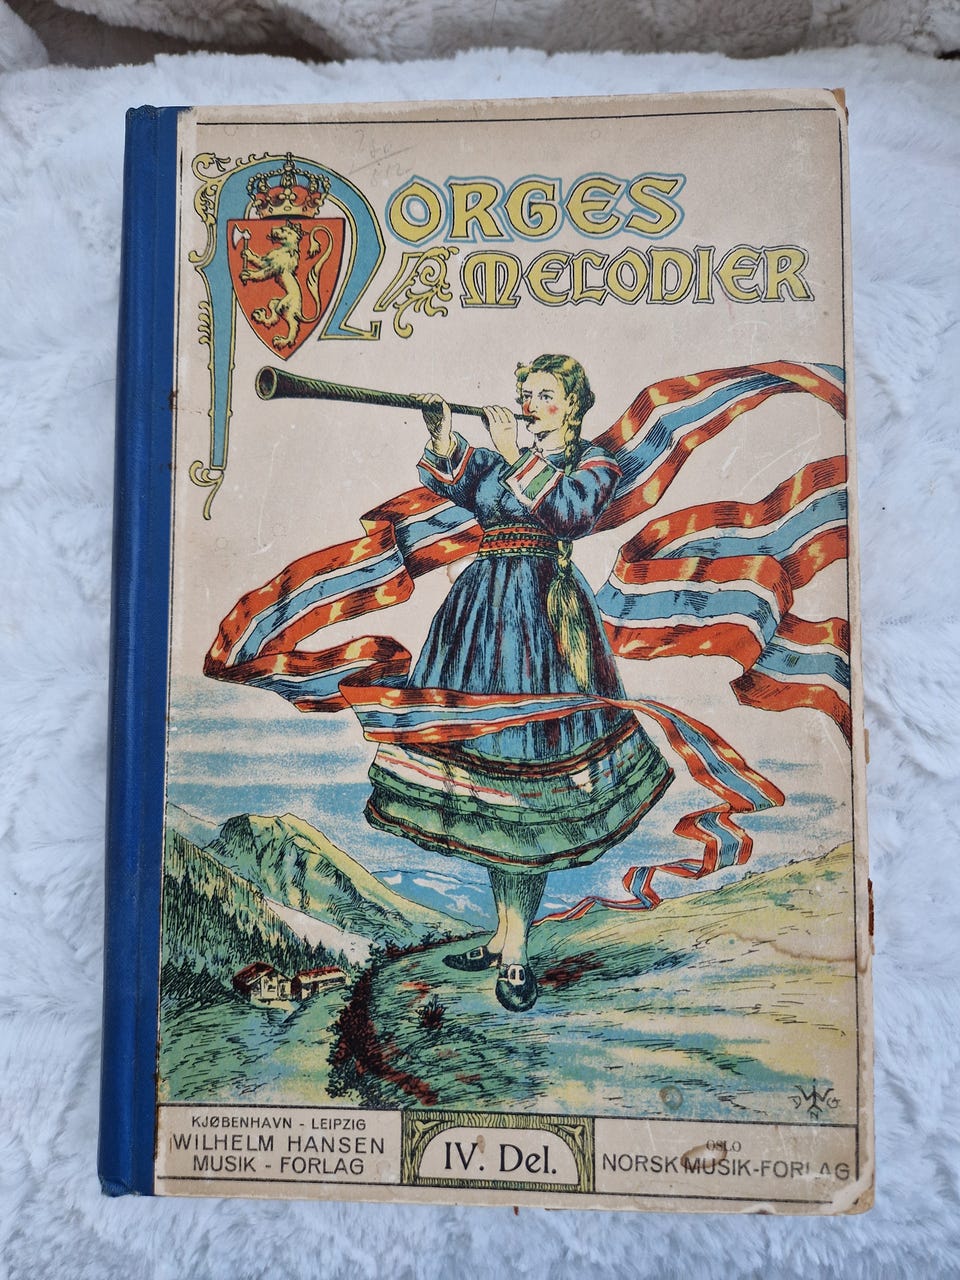 NORGES
MELODIER
KJØBENHAVN - LEIPZIG
WILHELM HANSEN
MUSIK - FORLAG
IV. Del.
OSLO
NORSK MUSIK-FORLAG